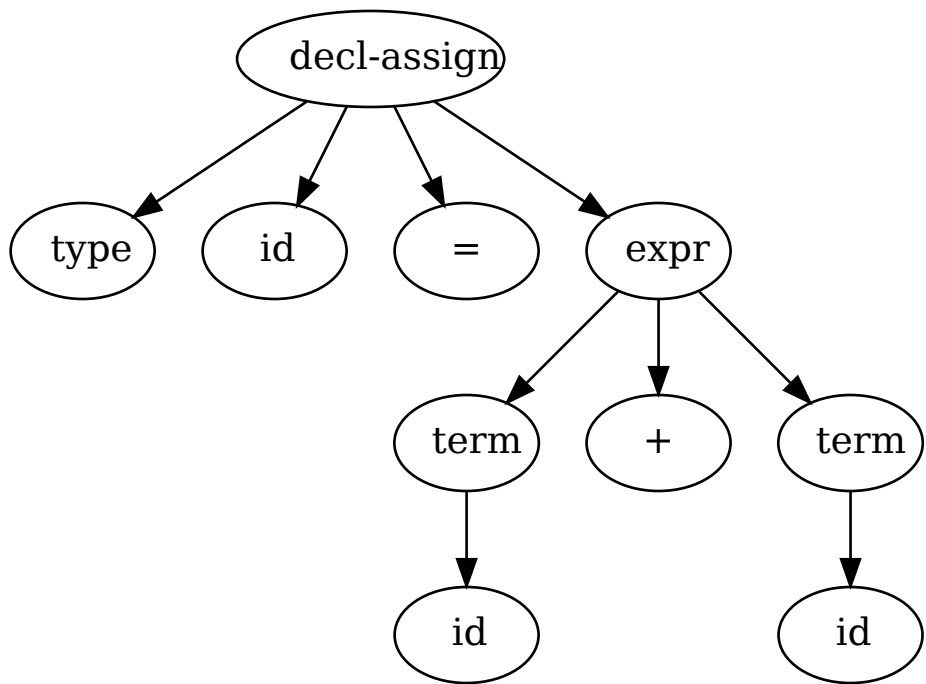 decl-assign
type id = expr
term + term
id id